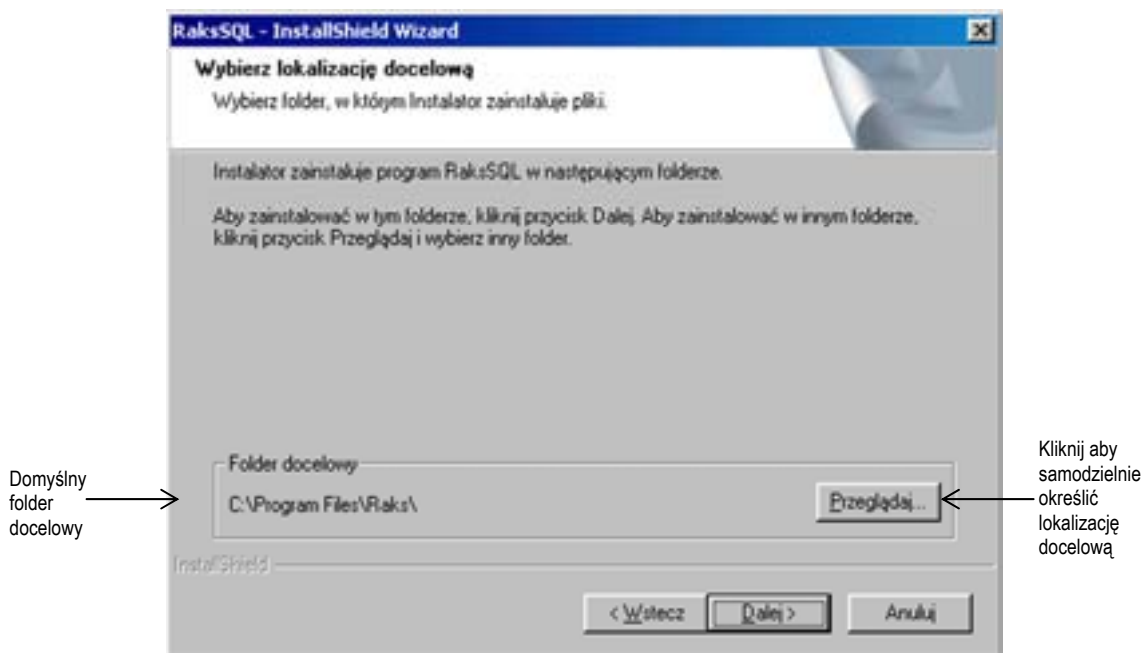 RaksSQL - InstallShield Wizard
Wybierz lokalizację docelową
Wybierz folder, w którym Instalator zainstaluje pliki.
Instalator zainstaluje program RaksSQL w następującym folderze.
Aby zainstalować w tym folderze, kliknij przycisk Dalej. Aby zainstalować w innym folderze,
kliknij przycisk Przeglądaj i wybierz inny folder.
Domyślny
folder
docelowy
Folder docelowy
C:\Program Files\Raks\
Przeglądaj...
Kliknij aby
samodzielnie
określić
lokalizację
docelową
InstallShield
< Wstecz
Dalej >
Anuluj